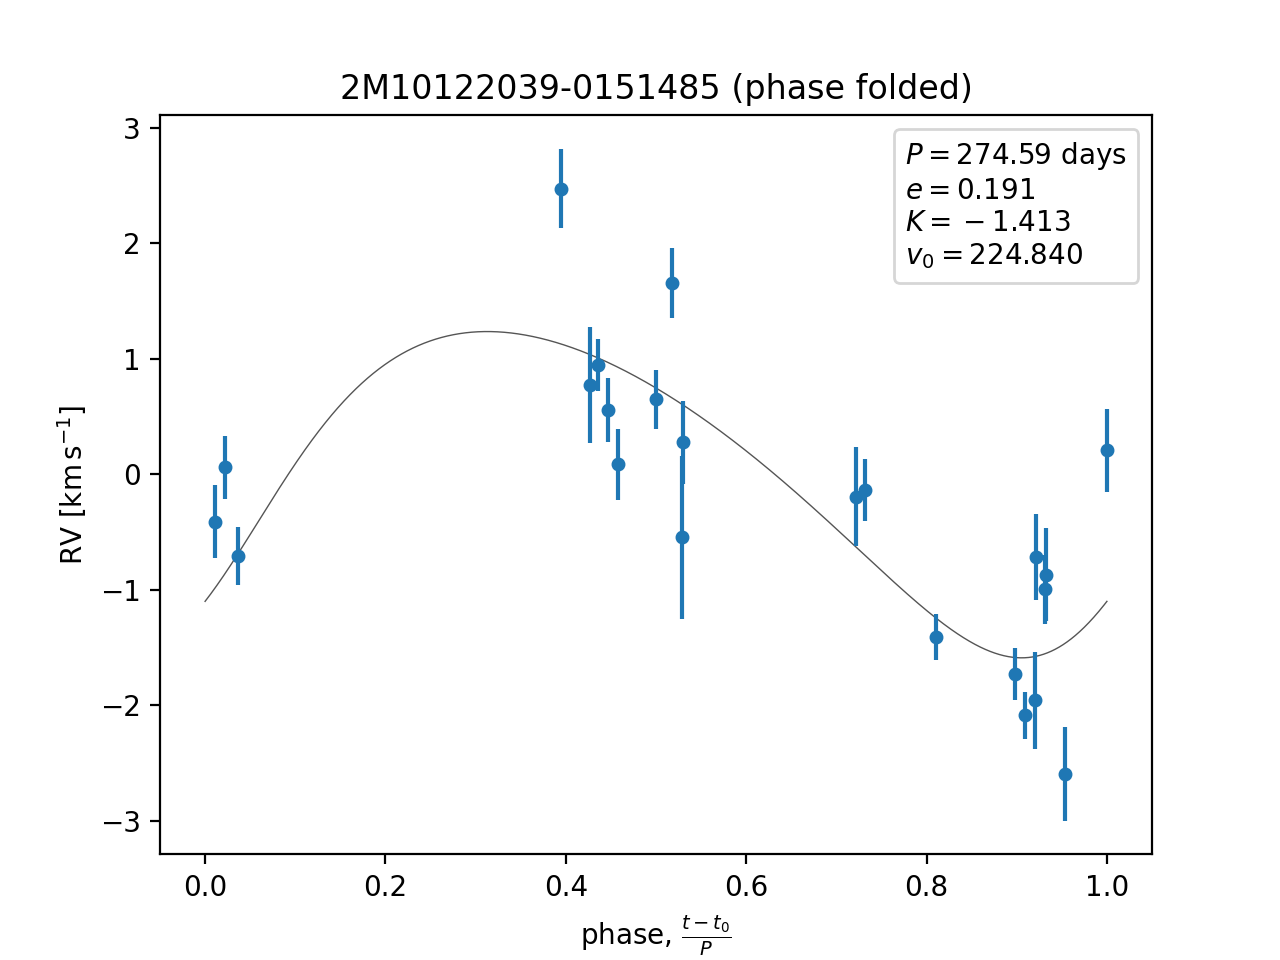 2M10122039-0151485 (phase folded)
P = 274.59 days
e = 0.191
K = −1.413
v₀ = 224.840
3
2
1
0
−1
−2
−3
RV [km s⁻¹]
0.0 0.2 0.4 0.6 0.8 1.0
phase, (t − t₀)/P